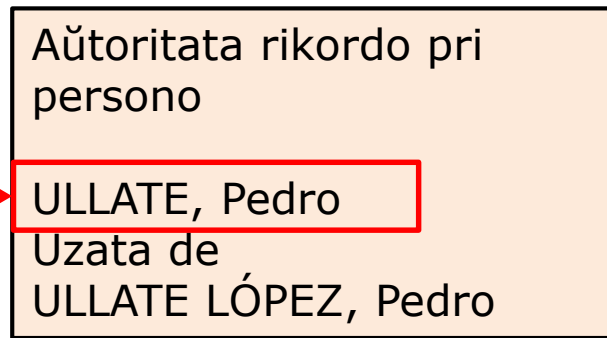 Aŭtoritata rikordo pri
persono
ULLATE, Pedro
Uzata de
ULLATE LÓPEZ, Pedro